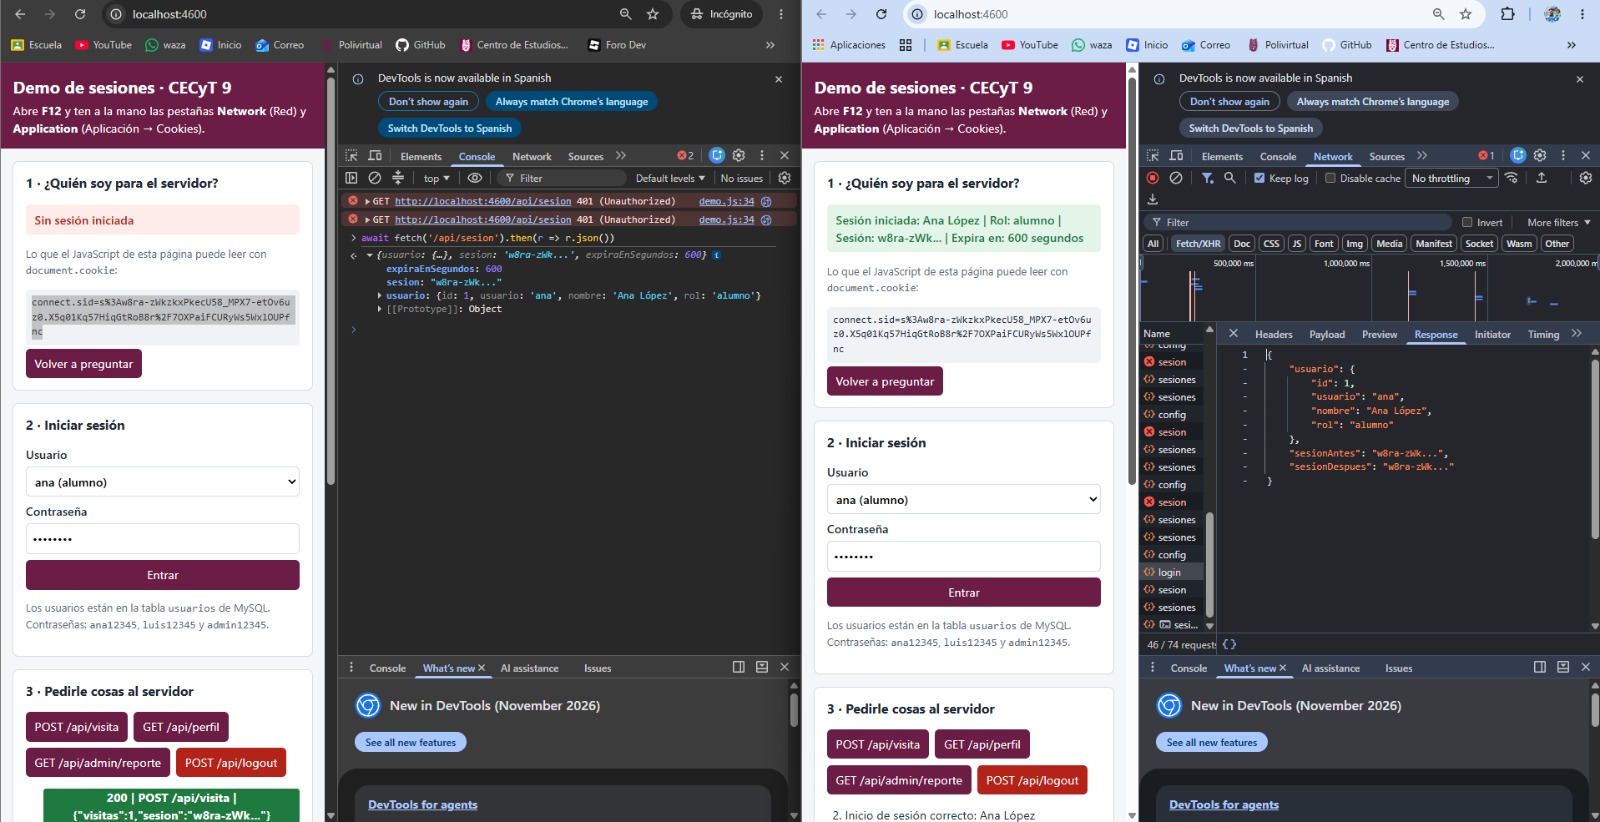 localhost:4600
Incógnito
Escuela
YouTube
waza
Inicio
Correo
Polivirtual
GitHub
Centro de Estudios...
Foro Dev
»
Demo de sesiones · CECyT 9
Abre F12 y ten a la mano las pestañas Network (Red) y
Application (Aplicación → Cookies).
1 · ¿Quién soy para el servidor?
Sin sesión iniciada
Lo que el JavaScript de esta página puede leer con
document.cookie:
connect.sid=s%3Aw8ra-zWkzkxPkecU58_MPX7-etOv6u
z0.X5q01Kq57HiqGtRoB8r%2F7OXPaiFCURyWs5Wx1OUPf
nc
Volver a preguntar
2 · Iniciar sesión
Usuario
ana (alumno)
Contraseña
••••••••
Entrar
Los usuarios están en la tabla usuarios de MySQL.
Contraseñas: ana12345, luis12345 y admin12345.
3 · Pedirle cosas al servidor
POST /api/visita
GET /api/perfil
GET /api/admin/reporte
POST /api/logout
200 | POST /api/visita |
{"visitas":1,"sesion":"w8ra-zWk..."}
DevTools is now available in Spanish
Don't show again
Always match Chrome's language
Switch DevTools to Spanish
Elements
Console
Network
Sources
»
2
top
Filter
Default levels
No issues
GET http://localhost:4600/api/sesion 401 (Unauthorized)
demo.js:34
GET http://localhost:4600/api/sesion 401 (Unauthorized)
demo.js:34
await fetch('/api/sesion').then(r => r.json())
{usuario: {…}, sesion: 'w8ra-zWk...', expiraEnSegundos: 600}
expiraEnSegundos: 600
sesion: "w8ra-zWk..."
usuario: {id: 1, usuario: 'ana', nombre: 'Ana López', rol: 'alumno'}
[[Prototype]]: Object
Console
What's new
AI assistance
Issues
New in DevTools (November 2026)
See all new features
DevTools for agents
localhost:4600
Aplicaciones
Escuela
YouTube
waza
Inicio
Correo
Polivirtual
GitHub
Centro de Estudios...
»
Demo de sesiones · CECyT 9
Abre F12 y ten a la mano las pestañas Network (Red) y
Application (Aplicación → Cookies).
1 · ¿Quién soy para el servidor?
Sesión iniciada: Ana López | Rol: alumno |
Sesión: w8ra-zWk... | Expira en: 600 segundos
Lo que el JavaScript de esta página puede leer con
document.cookie:
connect.sid=s%3Aw8ra-zWkzkxPkecU58_MPX7-etOv6u
z0.X5q01Kq57HiqGtRoB8r%2F7OXPaiFCURyWs5Wx1OUPf
nc
Volver a preguntar
2 · Iniciar sesión
Usuario
ana (alumno)
Contraseña
••••••••
Entrar
Los usuarios están en la tabla usuarios de MySQL.
Contraseñas: ana12345, luis12345 y admin12345.
3 · Pedirle cosas al servidor
POST /api/visita
GET /api/perfil
GET /api/admin/reporte
POST /api/logout
2. Inicio de sesión correcto: Ana López
DevTools is now available in Spanish
Don't show again
Always match Chrome's language
Switch DevTools to Spanish
Elements
Console
Network
Sources
»
1
Keep log
Disable cache
No throttling
Filter
Invert
More filters
All
Fetch/XHR
Doc
CSS
JS
Font
Img
Media
Manifest
Socket
Wasm
Other
500,000 ms
1,000,000 ms
1,500,000 ms
2,000,000 m
Name
Headers
Payload
Preview
Response
Initiator
Timing
»
config
sesion
sesiones
sesiones
config
sesion
sesiones
sesiones
config
sesion
sesiones
sesiones
config
login
sesion
sesiones
sesi...
1
{
"usuario": {
"id": 1,
"usuario": "ana",
"nombre": "Ana López",
"rol": "alumno"
},
"sesionAntes": "w8ra-zWk...",
"sesionDespues": "w8ra-zWk..."
}
46 / 74 requests
{ }
Console
What's new
AI assistance
Issues
New in DevTools (November 2026)
See all new features
DevTools for agents